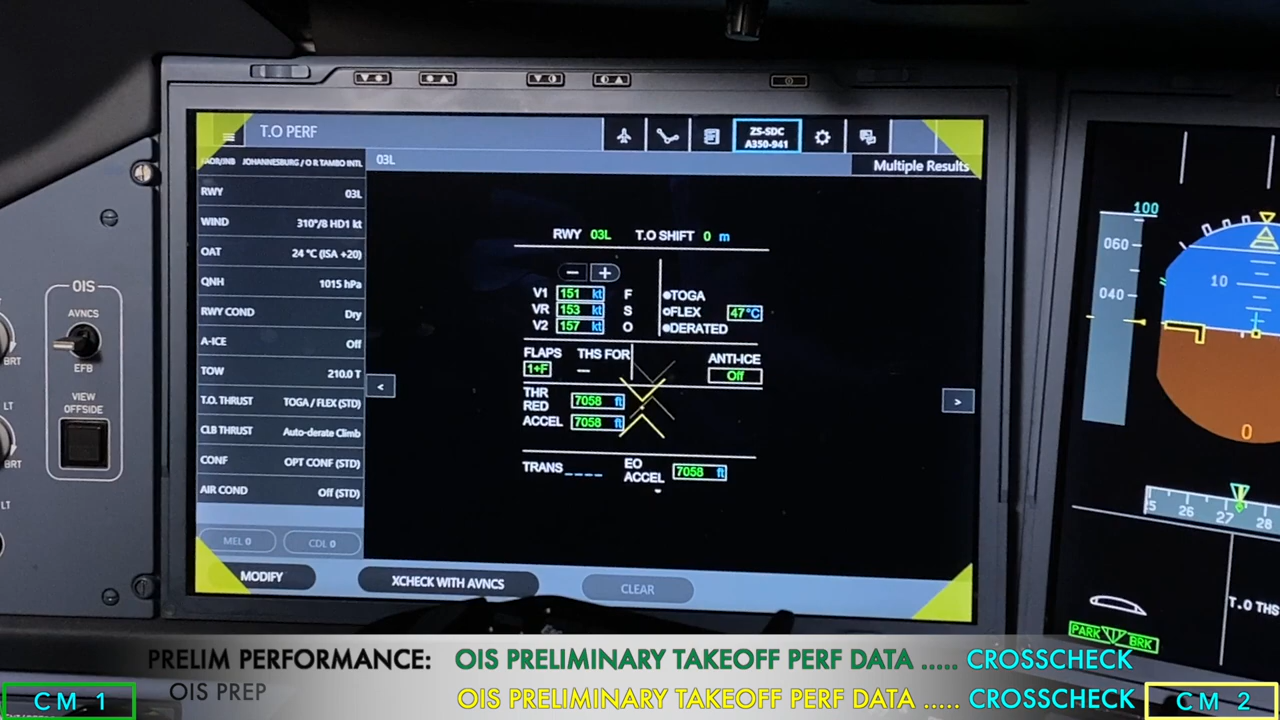 T.O PERF
ZS-SDC
A350-941
FAOR/JNB JOHANNESBURG / O R TAMBO INTL
03L
Multiple Results
RWY 03L
WIND 310°/8 HD1 kt
OAT 24 °C (ISA +20)
QNH 1015 hPa
RWY COND Dry
A-ICE Off
TOW 210.0 T
T.O. THRUST TOGA / FLEX (STD)
CLB THRUST Auto-derate Climb
CONF OPT CONF (STD)
AIR COND Off (STD)
MEL 0 CDL 0
MODIFY
XCHECK WITH AVNCS
CLEAR
<
>
RWY 03L T.O SHIFT 0 m
− +
V1 151 kt F
VR 153 kt S
V2 157 kt O
TOGA
FLEX 47°C
DERATED
FLAPS THS FOR ANTI-ICE
1+F --- Off
THR
RED 7058 ft
ACCEL 7058 ft
TRANS _ _ _ _ EO
ACCEL 7058 ft
OIS
AVNCS
EFB
VIEW
OFFSIDE
BRT
LT
BRT
LT
100
060
040
10
0
26 27 28
T.O THS
PARK BRK
PRELIM PERFORMANCE: OIS PRELIMINARY TAKEOFF PERF DATA ..... CROSSCHECK
OIS PREP OIS PRELIMINARY TAKEOFF PERF DATA ..... CROSSCHECK
CM 1
CM 2